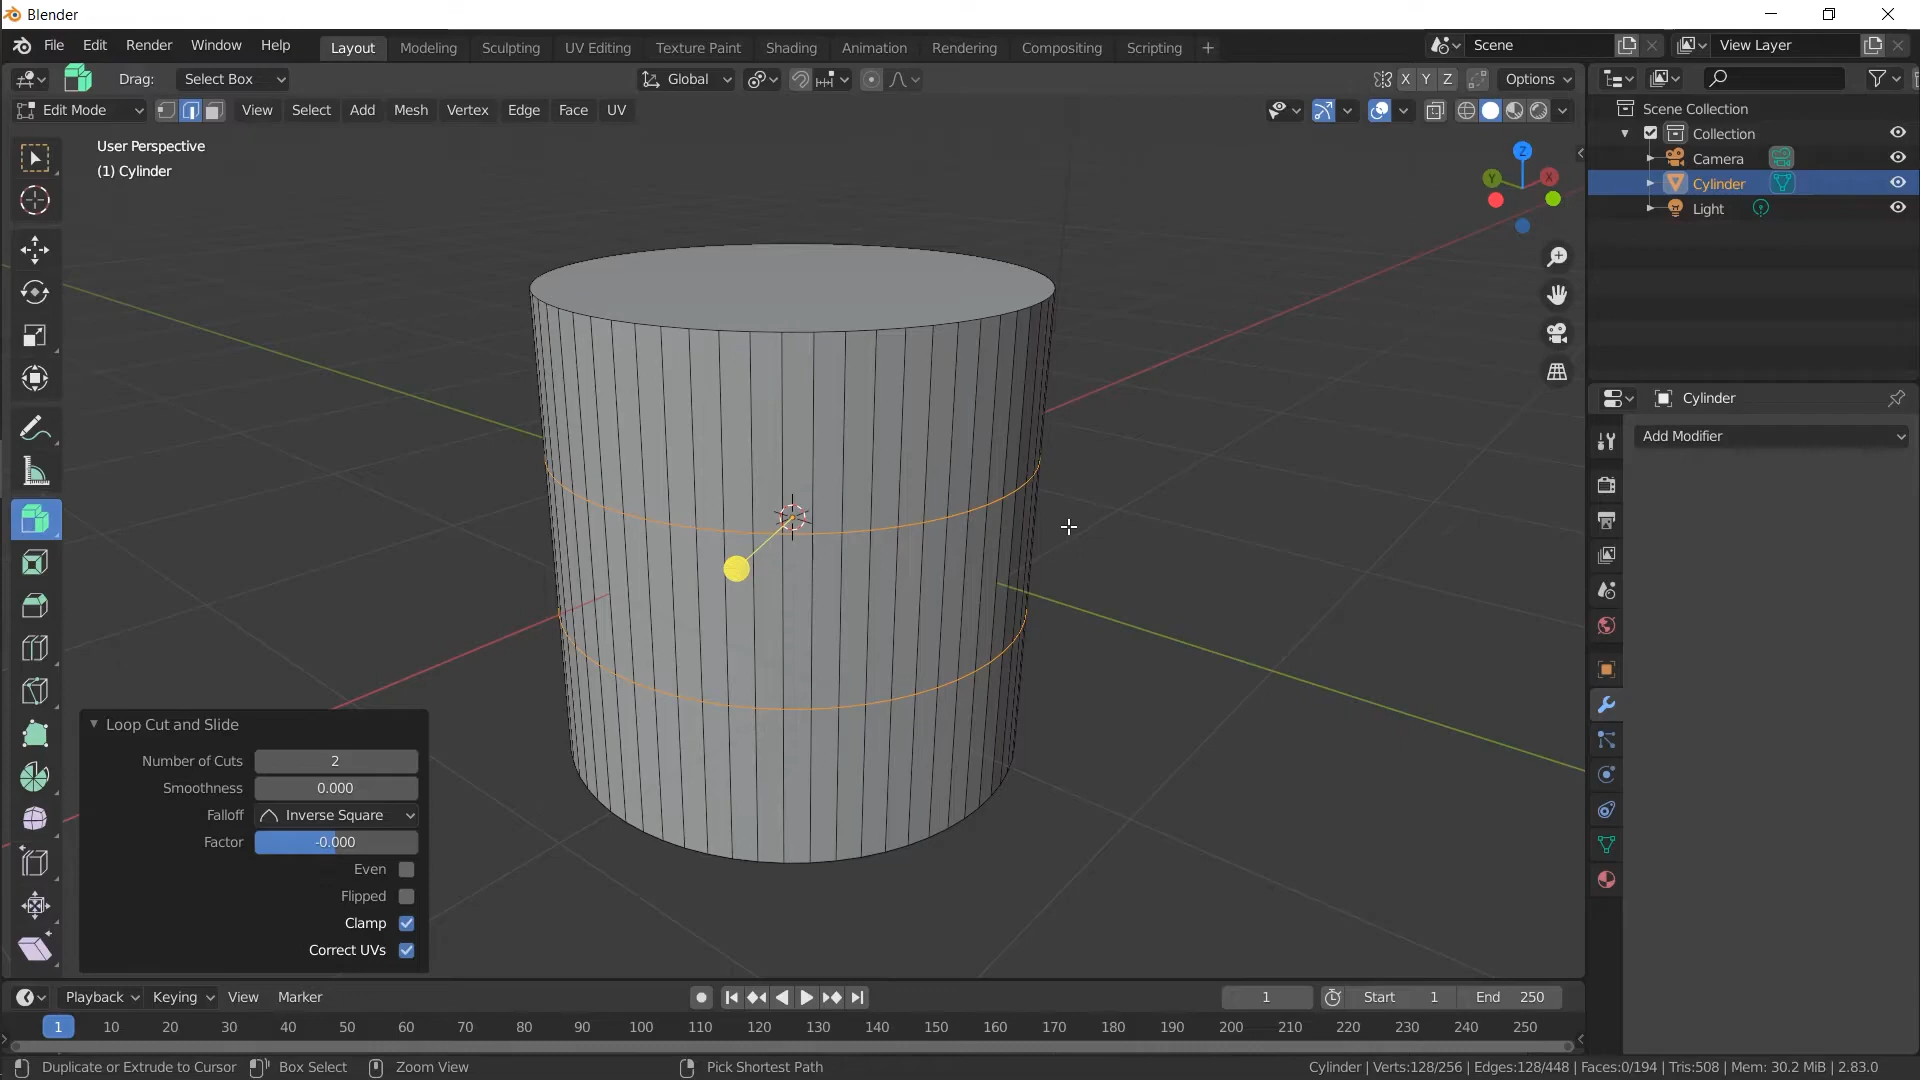 Blender
File Edit Render Window Help Layout Modeling Sculpting UV Editing Texture Paint Shading Animation Rendering Compositing Scripting + Scene View Layer
Drag: Select Box Global X Y Z Options
Edit Mode View Select Add Mesh Vertex Edge Face UV
Scene Collection
Collection
Camera
Cylinder
Light
User Perspective
(1) Cylinder
Z
Y
X
Cylinder
Add Modifier
Loop Cut and Slide
Number of Cuts 2
Smoothness 0.000
Falloff Inverse Square
Factor -0.000
Even
Flipped
Clamp
Correct UVs
Playback Keying View Marker 1 Start 1 End 250
1 10 20 30 40 50 60 70 80 90 100 110 120 130 140 150 160 170 180 190 200 210 220 230 240 250
Duplicate or Extrude to Cursor Box Select Zoom View Pick Shortest Path Cylinder | Verts:128/256 | Edges:128/448 | Faces:0/194 | Tris:508 | Mem: 30.2 MiB | 2.83.0